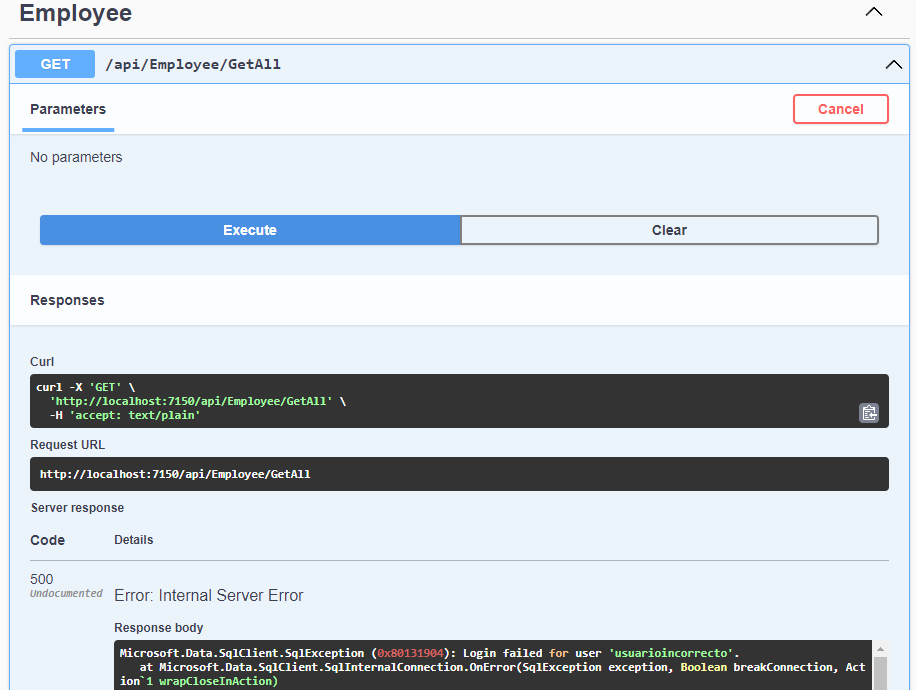 Employee
GET /api/Employee/GetAll
Parameters
Cancel
No parameters
Execute
Clear
Responses
Curl
curl -X 'GET' \
'http://localhost:7150/api/Employee/GetAll' \
-H 'accept: text/plain'
Request URL
http://localhost:7150/api/Employee/GetAll
Server response
Code Details
500
Undocumented
Error: Internal Server Error
Response body
Microsoft.Data.SqlClient.SqlException (0x80131904): Login failed for user 'usuarioincorrecto'.
at Microsoft.Data.SqlClient.SqlInternalConnection.OnError(SqlException exception, Boolean breakConnection, Act
ion`1 wrapCloseInAction)